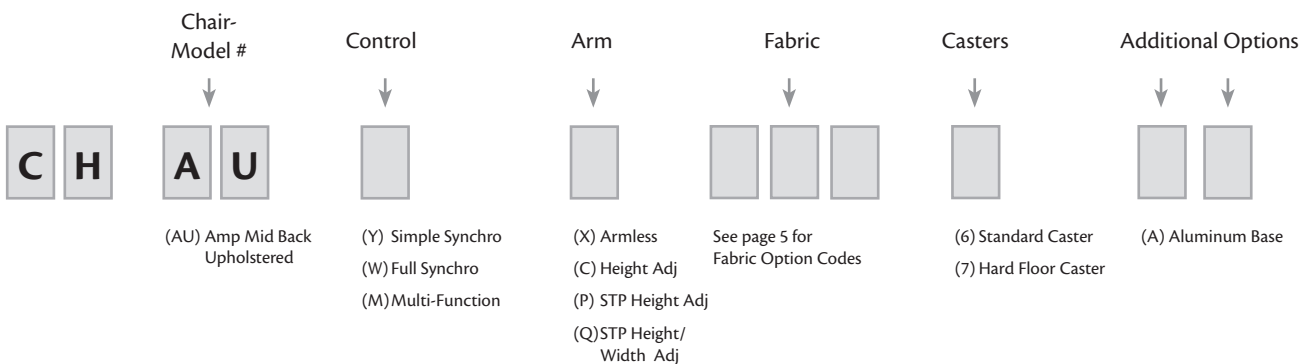 Chair-
Model #
Control
Arm
Fabric
Casters
Additional Options
C H A U
(AU) Amp Mid Back
Upholstered
(Y) Simple Synchro
(W) Full Synchro
(M) Multi-Function
(X) Armless
(C) Height Adj
(P) STP Height Adj
(Q) STP Height/
Width Adj
See page 5 for
Fabric Option Codes
(6) Standard Caster
(7) Hard Floor Caster
(A) Aluminum Base